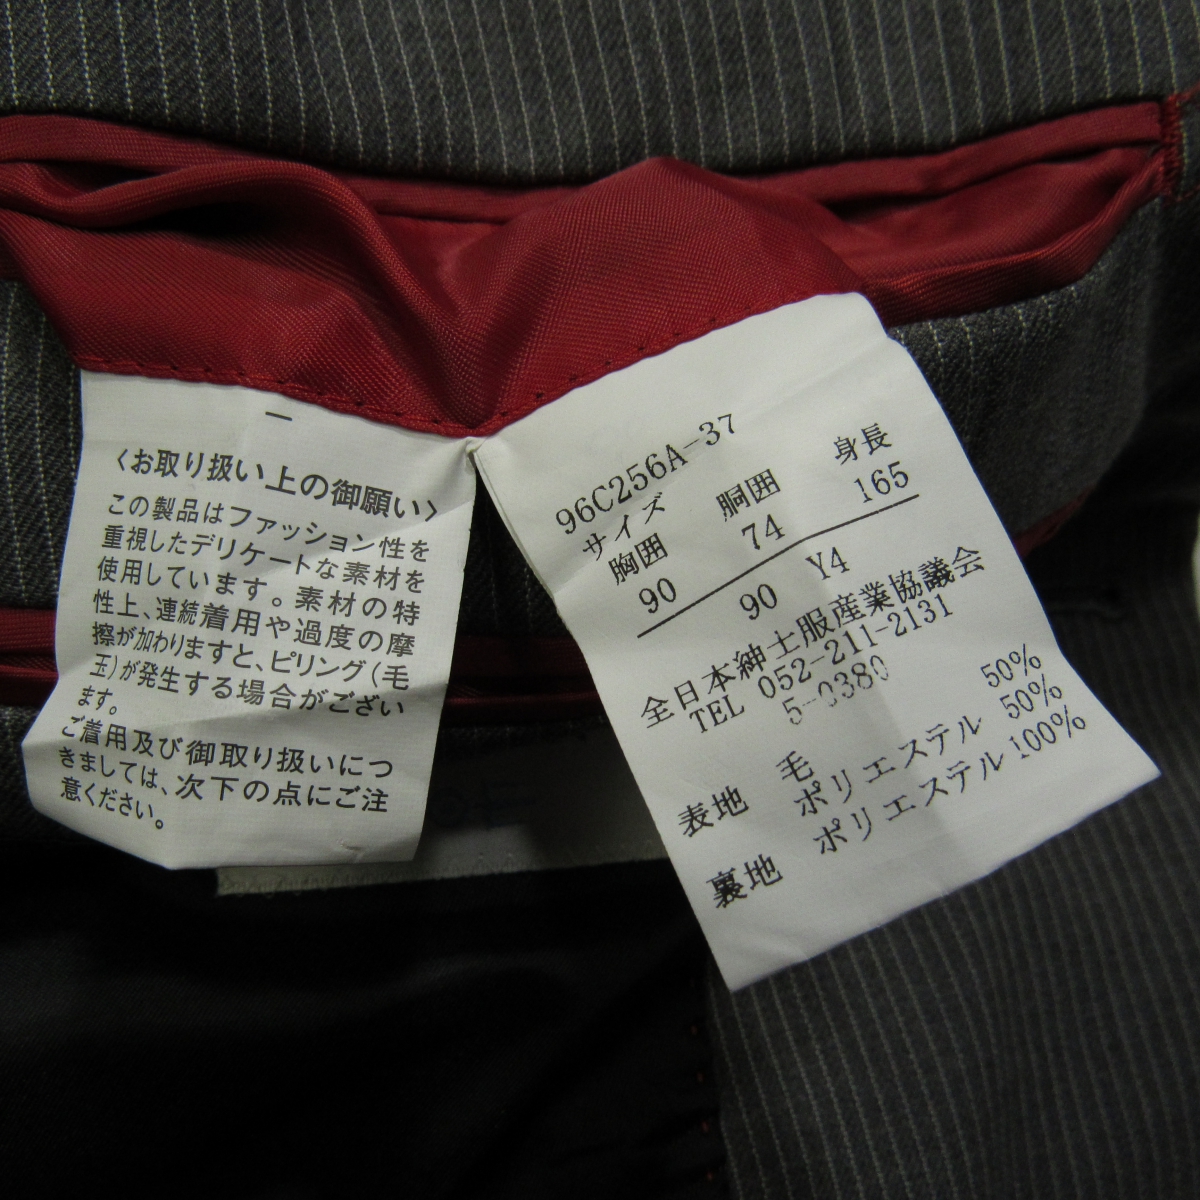 〈お取り扱い上の御願い〉
この製品はファッション性を
重視したデリケートな素材を
使用しています。素材の特
性上、連続着用や過度の摩
擦が加わりますと、ピリング(毛
玉)が発生する場合がござい
ます。
ご着用及び御取り扱いにつ
きましては、次下の点にご注
意ください。
96C256A-37
サイズ
胸囲 胴囲 身長
90 74 165
90 Y4
全日本紳士服産業協議会
TEL 052-211-2131
5-0380
表地 毛 50%
ポリエステル 50%
裏地 ポリエステル 100%